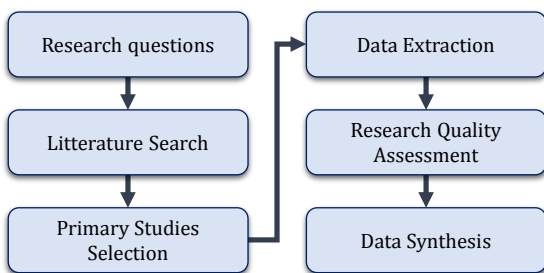 Research questions
Litterature Search
Primary Studies
Selection
Data Extraction
Research Quality
Assessment
Data Synthesis